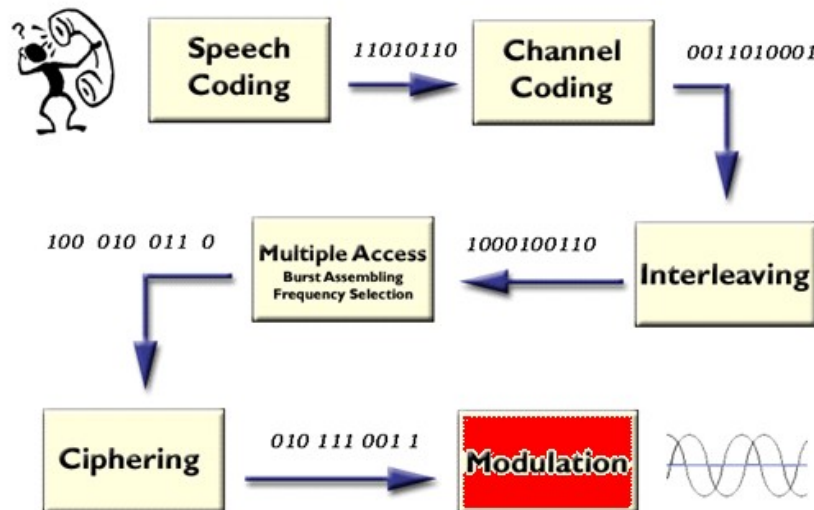 ?
Speech
Coding
11010110
Channel
Coding
0011010001
100 010 011 0
Multiple Access
Burst Assembling
Frequency Selection
1000100110
Interleaving
Ciphering
010 111 001 1
Modulation